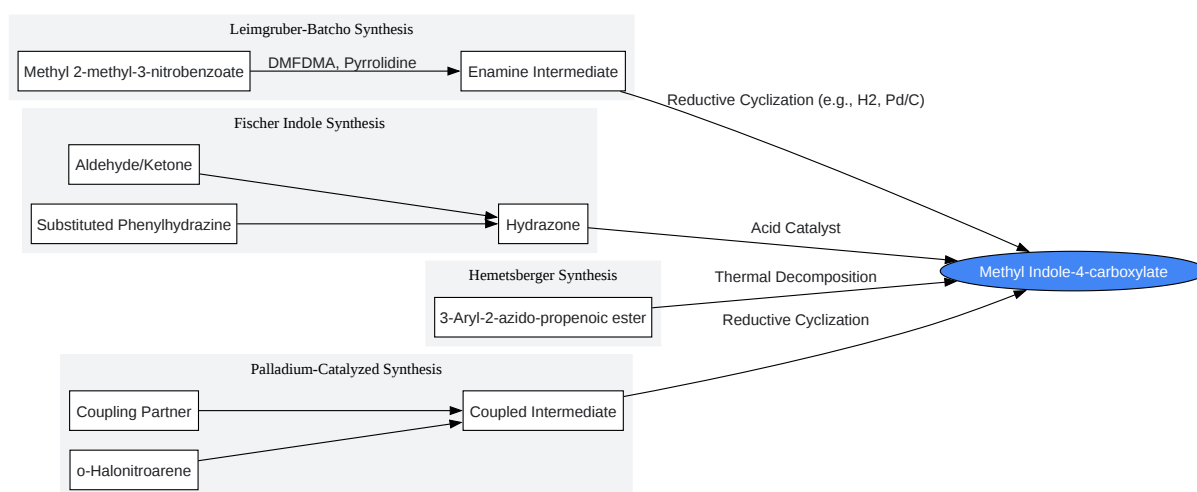 Leimgruber-Batcho Synthesis
Methyl 2-methyl-3-nitrobenzoate
DMFDMA, Pyrrolidine
Enamine Intermediate
Reductive Cyclization (e.g., H2, Pd/C)
Fischer Indole Synthesis
Aldehyde/Ketone
Substituted Phenylhydrazine
Hydrazone
Acid Catalyst
Hemetsberger Synthesis
3-Aryl-2-azido-propenoic ester
Thermal Decomposition
Methyl Indole-4-carboxylate
Reductive Cyclization
Palladium-Catalyzed Synthesis
Coupling Partner
Coupled Intermediate
o-Halonitroarene